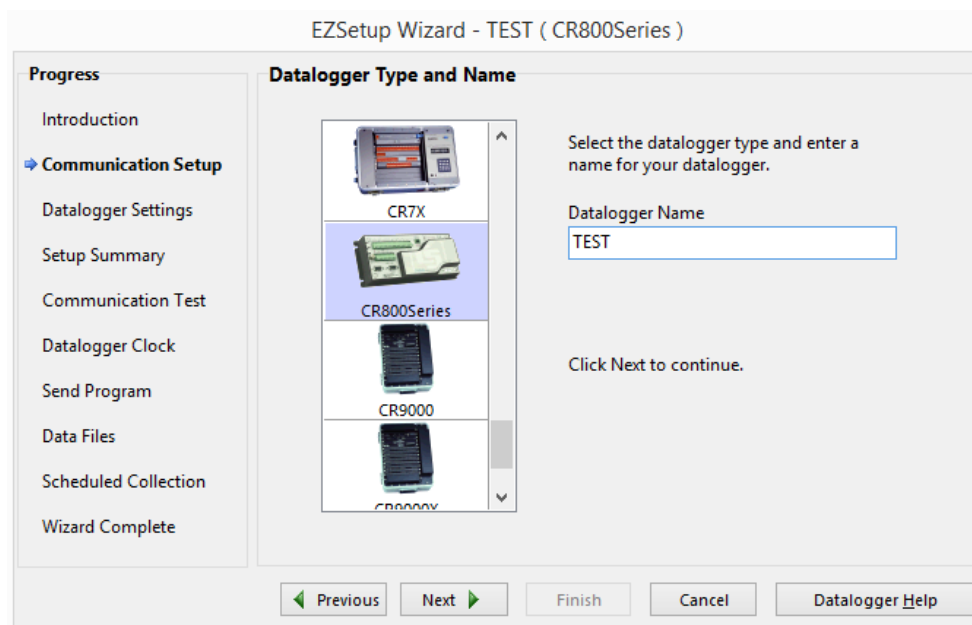 EZSetup Wizard - TEST ( CR800Series )
Progress
Introduction
Communication Setup
Datalogger Settings
Setup Summary
Communication Test
Datalogger Clock
Send Program
Data Files
Scheduled Collection
Wizard Complete
Datalogger Type and Name
CR7X
CR800Series
CR9000
CR9000X
Select the datalogger type and enter a
name for your datalogger.
Datalogger Name
TEST
Click Next to continue.
Previous
Next
Finish
Cancel
Datalogger Help